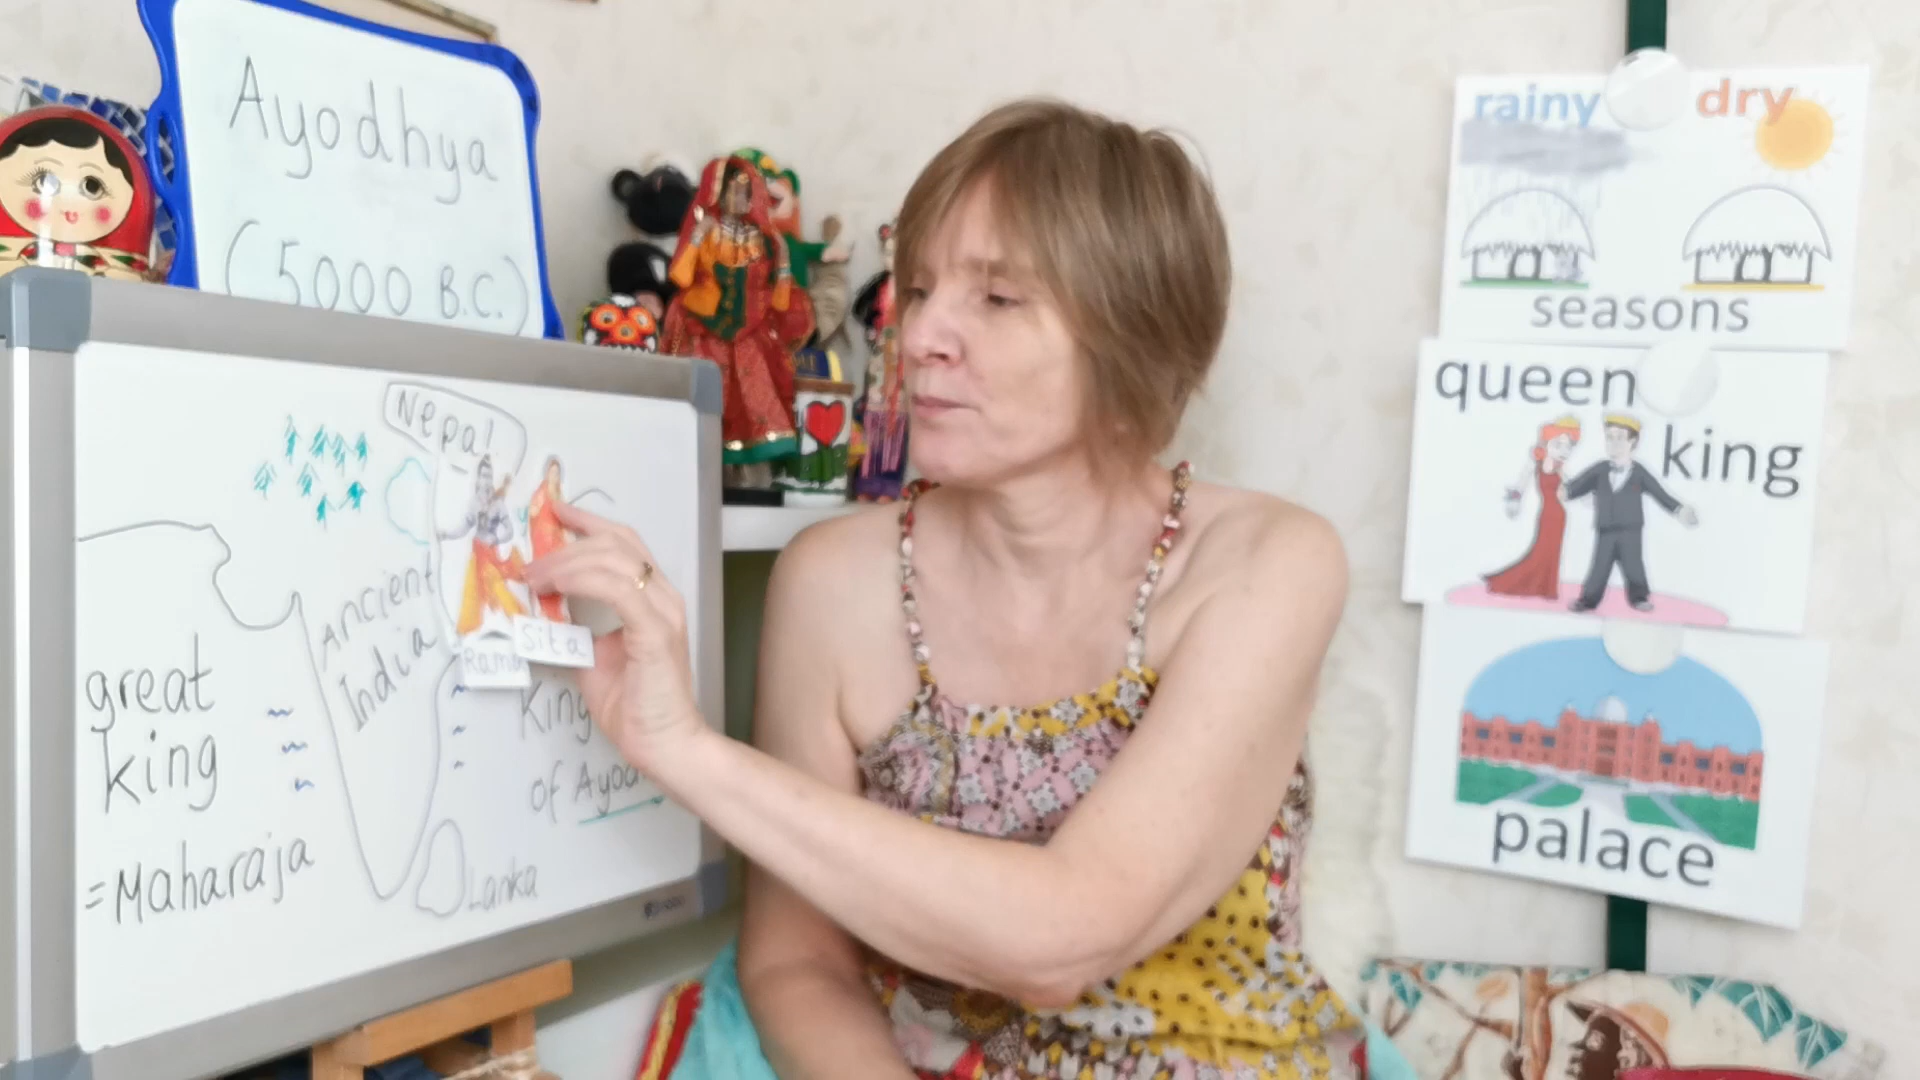 Ayodhya
(5000 B.C.)
Nepal
Ancient
India
Sita
Rama
great
king
= Maharaja
King
of Ayod
Lanka
rainy dry
seasons
queen
king
palace